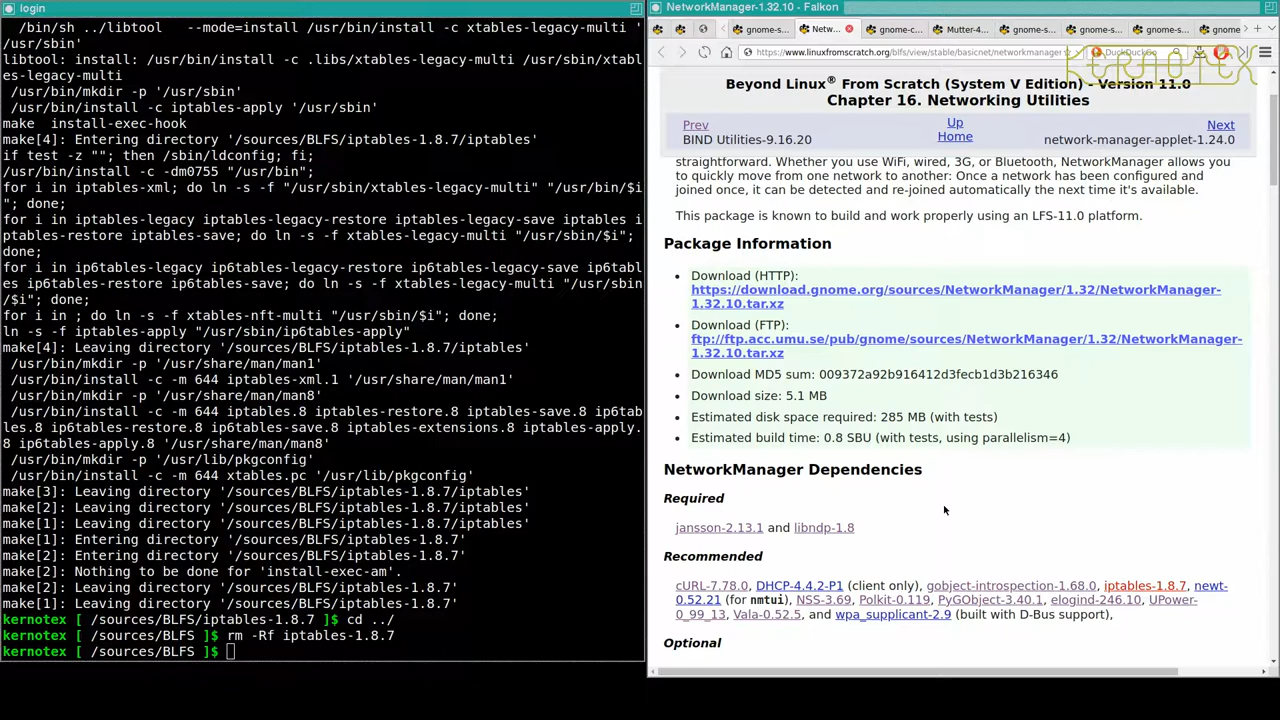 login
/bin/sh ../libtool   --mode=install /usr/bin/install -c xtables-legacy-multi '
/usr/sbin'
libtool: install: /usr/bin/install -c .libs/xtables-legacy-multi /usr/sbin/xtabl
es-legacy-multi
/usr/bin/mkdir -p '/usr/sbin'
/usr/bin/install -c iptables-apply '/usr/sbin'
make  install-exec-hook
make[4]: Entering directory '/sources/BLFS/iptables-1.8.7/iptables'
if test -z ""; then /sbin/ldconfig; fi;
/usr/bin/install -c -dm0755 "/usr/bin";
for i in iptables-xml; do ln -s -f "/usr/sbin/xtables-legacy-multi" "/usr/bin/$i
"; done;
for i in iptables-legacy iptables-legacy-restore iptables-legacy-save iptables i
ptables-restore iptables-save; do ln -s -f xtables-legacy-multi "/usr/sbin/$i";
done;
for i in ip6tables-legacy ip6tables-legacy-restore ip6tables-legacy-save ip6tabl
es ip6tables-restore ip6tables-save; do ln -s -f xtables-legacy-multi "/usr/sbin
/$i"; done;
for i in ; do ln -s -f xtables-nft-multi "/usr/sbin/$i"; done;
ln -s -f iptables-apply "/usr/sbin/ip6tables-apply"
make[4]: Leaving directory '/sources/BLFS/iptables-1.8.7/iptables'
/usr/bin/mkdir -p '/usr/share/man/man1'
/usr/bin/install -c -m 644 iptables-xml.1 '/usr/share/man/man1'
/usr/bin/mkdir -p '/usr/share/man/man8'
/usr/bin/install -c -m 644 iptables.8 iptables-restore.8 iptables-save.8 ip6tab
les.8 ip6tables-restore.8 ip6tables-save.8 iptables-extensions.8 iptables-apply.
8 ip6tables-apply.8 '/usr/share/man/man8'
/usr/bin/mkdir -p '/usr/lib/pkgconfig'
/usr/bin/install -c -m 644 xtables.pc '/usr/lib/pkgconfig'
make[3]: Leaving directory '/sources/BLFS/iptables-1.8.7/iptables'
make[2]: Leaving directory '/sources/BLFS/iptables-1.8.7/iptables'
make[1]: Leaving directory '/sources/BLFS/iptables-1.8.7/iptables'
make[1]: Entering directory '/sources/BLFS/iptables-1.8.7'
make[2]: Entering directory '/sources/BLFS/iptables-1.8.7'
make[2]: Nothing to be done for 'install-exec-am'.
make[2]: Leaving directory '/sources/BLFS/iptables-1.8.7'
make[1]: Leaving directory '/sources/BLFS/iptables-1.8.7'
kernotex [ /sources/BLFS/iptables-1.8.7 ]$ cd ../
kernotex [ /sources/BLFS ]$ rm -Rf iptables-1.8.7
kernotex [ /sources/BLFS ]$
NetworkManager-1.32.10 - Falkon
gnome-s... Netw... gnome-c... Mutter-4 gnome-s... gnome-s... gnome-s... gnome
https://www.linuxfromscratch.org/blfs/view/stable/basicnet/networkmanager DuckDuckGo
KERNOTEX
Beyond Linux® From Scratch (System V Edition) - Version 11.0
Chapter 16. Networking Utilities
Prev Up Next
BIND Utilities-9.16.20 Home network-manager-applet-1.24.0
straightforward. Whether you use WiFi, wired, 3G, or Bluetooth, NetworkManager allows you
to quickly move from one network to another: Once a network has been configured and
joined once, it can be detected and re-joined automatically the next time it's available.
This package is known to build and work properly using an LFS-11.0 platform.
Package Information
• Download (HTTP):
https://download.gnome.org/sources/NetworkManager/1.32/NetworkManager-
1.32.10.tar.xz
• Download (FTP):
ftp://ftp.acc.umu.se/pub/gnome/sources/NetworkManager/1.32/NetworkManager-
1.32.10.tar.xz
• Download MD5 sum: 009372a92b916412d3fecb1d3b216346
• Download size: 5.1 MB
• Estimated disk space required: 285 MB (with tests)
• Estimated build time: 0.8 SBU (with tests, using parallelism=4)
NetworkManager Dependencies
Required
jansson-2.13.1 and libndp-1.8
Recommended
cURL-7.78.0, DHCP-4.4.2-P1 (client only), gobject-introspection-1.68.0, iptables-1.8.7, newt-
0.52.21 (for nmtui), NSS-3.69, Polkit-0.119, PyGObject-3.40.1, elogind-246.10, UPower-
0_99_13, Vala-0.52.5, and wpa_supplicant-2.9 (built with D-Bus support),
Optional